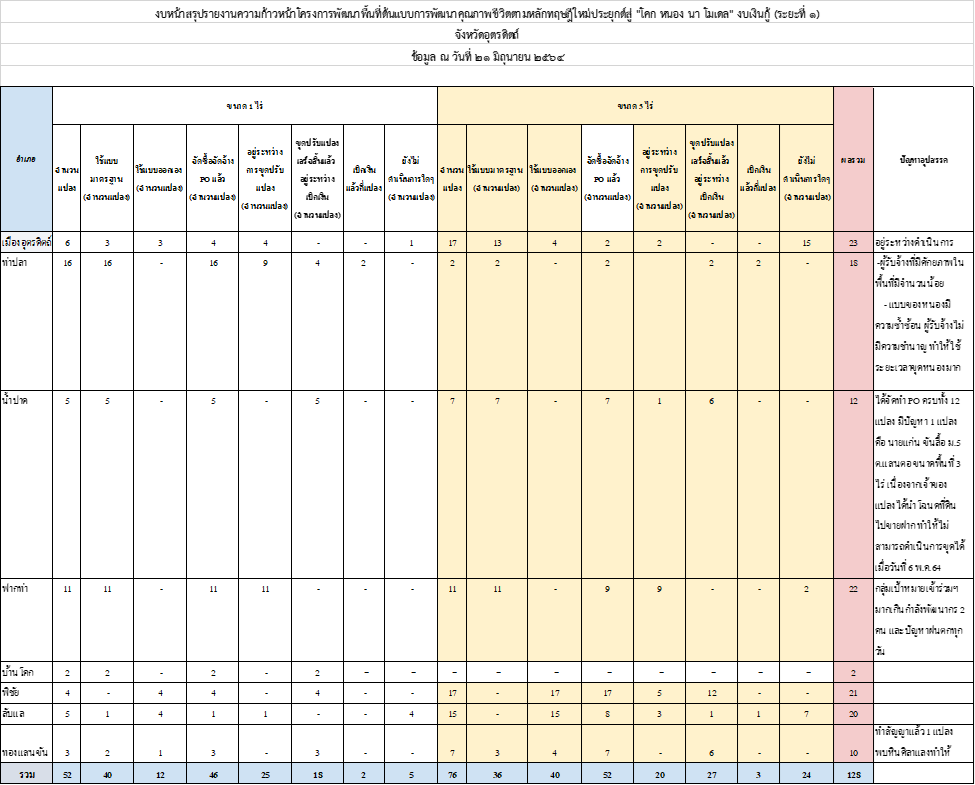 งบหน้าสรุปรายงานความก้าวหน้าโครงการพัฒนาพื้นที่ต้นแบบการพัฒนาคุณภาพชีวิตตามหลักทฤษฎีใหม่ประยุกต์สู่ "โคก หนอง นา โมเดล" งบเงินกู้ (ระยะที่ ๑)
จังหวัดอุตรดิตถ์
ข้อมูล ณ วันที่ ๒๑ มิถุนายน ๒๕๖๔
อำเภอ
ขนาด 1 ไร่
ขนาด 3 ไร่
ผลรวม
ปัญหาอุปสรรค
จำนวน
แปลง
ใช้แบบ
มาตรฐาน
(จำนวนแปลง)
ใช้แบบออกเอง
(จำนวนแปลง)
จัดซื้อจัดจ้าง
PO แล้ว
(จำนวนแปลง)
อยู่ระหว่าง
การขุดปรับ
แปลง
(จำนวนแปลง)
ขุดปรับแปลง
เสร็จสิ้นแล้ว
อยู่ระหว่าง
เบิกเงิน
(จำนวนแปลง)
เบิกเงิน
แล้วกี่แปลง
ยังไม่
ดำเนินการใดๆ
(จำนวนแปลง)
จำนวน
แปลง
ใช้แบบมาตรฐาน
(จำนวนแปลง)
ใช้แบบออกเอง
(จำนวนแปลง)
จัดซื้อจัดจ้าง
PO แล้ว
(จำนวนแปลง)
อยู่ระหว่าง
การขุดปรับ
แปลง
(จำนวนแปลง)
ขุดปรับแปลง
เสร็จสิ้นแล้ว
อยู่ระหว่าง
เบิกเงิน
(จำนวนแปลง)
เบิกเงิน
แล้วกี่แปลง
ยังไม่
ดำเนินการใดๆ
(จำนวนแปลง)
เมืองอุตรดิตถ์ 6 3 3 4 4 - - 1 17 13 4 2 2 - - 15 23 อยู่ระหว่างดำเนินการ
ท่าปลา 16 16 - 16 9 4 2 - 2 2 - 2 2 2 - 18 -ผู้รับจ้างที่มีศักยภาพใน
พื้นที่มีจำนวนน้อย
- แบบของหนองมี
ความซ้ำซ้อน ผู้รับจ้างไม่
มีความชำนาญ ทำให้ใช้
ระยะเวลาขุดหนองมาก
น้ำปาด 5 5 - 5 - 5 - - 7 7 - 7 1 6 - - 12 ได้จัดทำ PO ครบทั้ง 12
แปลง มีปัญหา 1 แปลง
คือ นายแก่น ขันสื้อ ม.5
ต.แสนตอ ขนาดพื้นที่ 3
ไร่ เนื่องจากเจ้าของ
แปลงได้นำโฉนดที่ดิน
ไปขายฝาก ทำให้ไม่
สามารถดำเนินการขุดได้
เมื่อวันที่ 6 พ.ค.64
ฟากท่า 11 11 - 11 11 - - - 11 11 - 9 9 - - 2 22 กลุ่มเป้าหมายเข้าร่วมฯ
มากเกินกำลังพัฒนากร 2
คน และปัญหาฝนตกทุก
วัน
บ้านโคก 2 2 - 2 - 2 - - - - - - - - - - 2
พิชัย 4 - 4 4 - 4 - - 17 - 17 17 5 12 - - 21
ลับแล 5 1 4 1 1 - - 4 15 - 15 8 3 1 1 7 20
ทำสัญญาแล้ว 1 แปลง
ทองแสนขัน 3 2 1 3 - 3 - - 7 3 4 7 - 6 - - 10 พบหินศิลาแลงทำให้
รวม 52 40 12 46 25 18 2 5 76 36 40 52 20 27 3 24 128